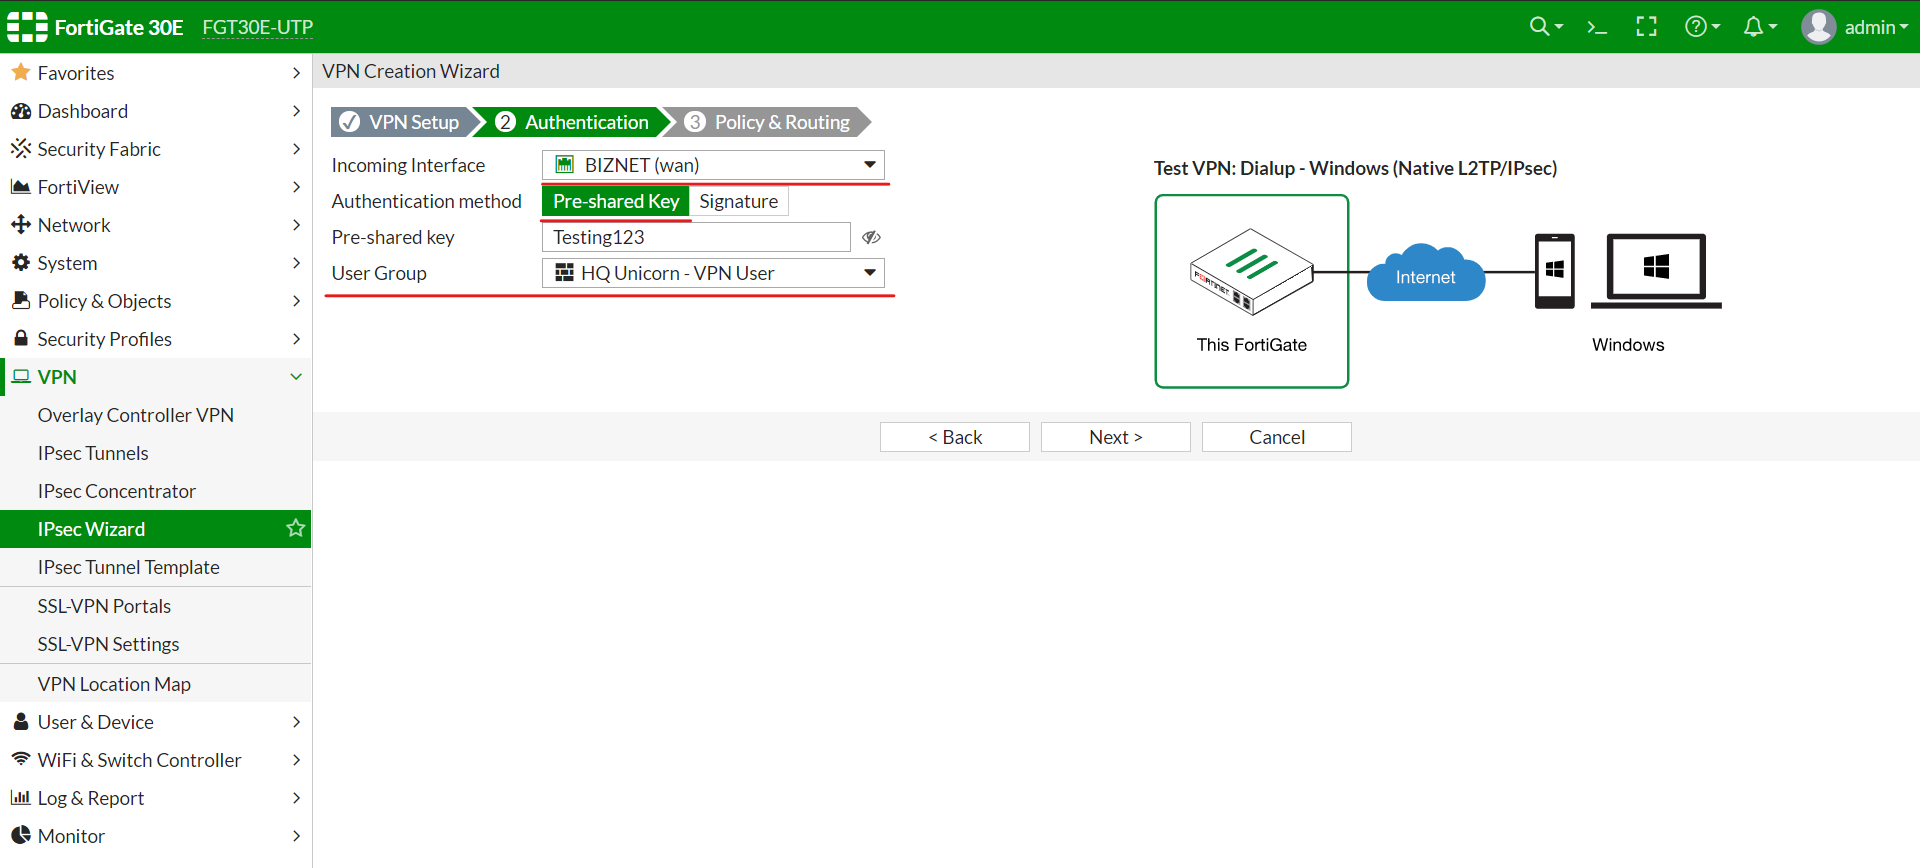 FortiGate 30E FGT30E-UTP admin
Favorites
Dashboard
Security Fabric
FortiView
Network
System
Policy & Objects
Security Profiles
VPN
Overlay Controller VPN
IPsec Tunnels
IPsec Concentrator
IPsec Wizard
IPsec Tunnel Template
SSL-VPN Portals
SSL-VPN Settings
VPN Location Map
User & Device
WiFi & Switch Controller
Log & Report
Monitor
VPN Creation Wizard
VPN Setup 2 Authentication 3 Policy & Routing
Incoming Interface BIZNET (wan)
Authentication method Pre-shared Key Signature
Pre-shared key Testing123
User Group HQ Unicorn - VPN User
Test VPN: Dialup - Windows (Native L2TP/IPsec)
FORTINET
Internet
This FortiGate
Windows
< Back Next > Cancel